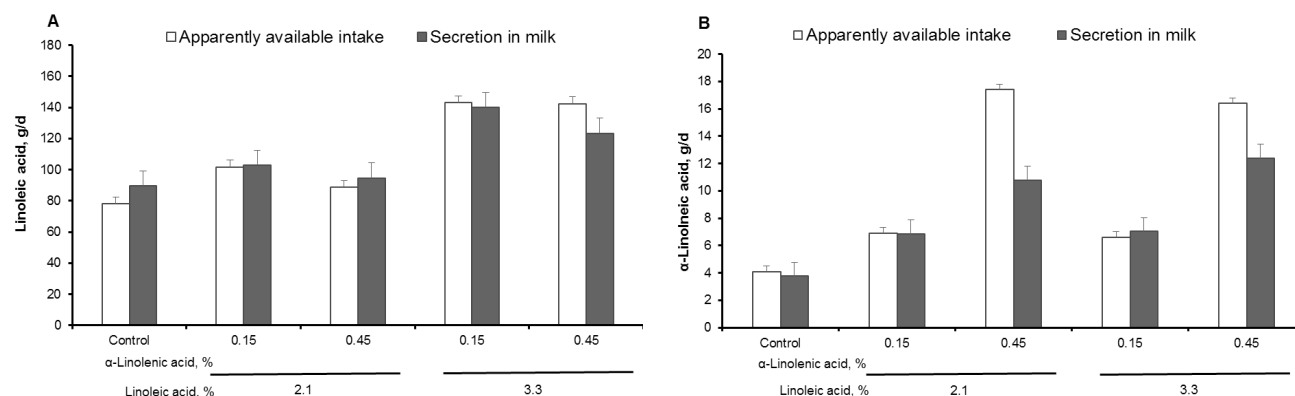 A
Apparently available intake Secretion in milk
Linoleic acid, g/d
180
160
140
120
100
80
60
40
20
0
Control 0.15 0.45 0.15 0.45
α-Linolenic acid, %
Linoleic acid, % 2.1 3.3
B
Apparently available intake Secretion in milk
α-Linolneic acid, g/d
20
18
16
14
12
10
8
6
4
2
0
Control 0.15 0.45 0.15 0.45
α-Linolenic acid, %
Linoleic acid, % 2.1 3.3